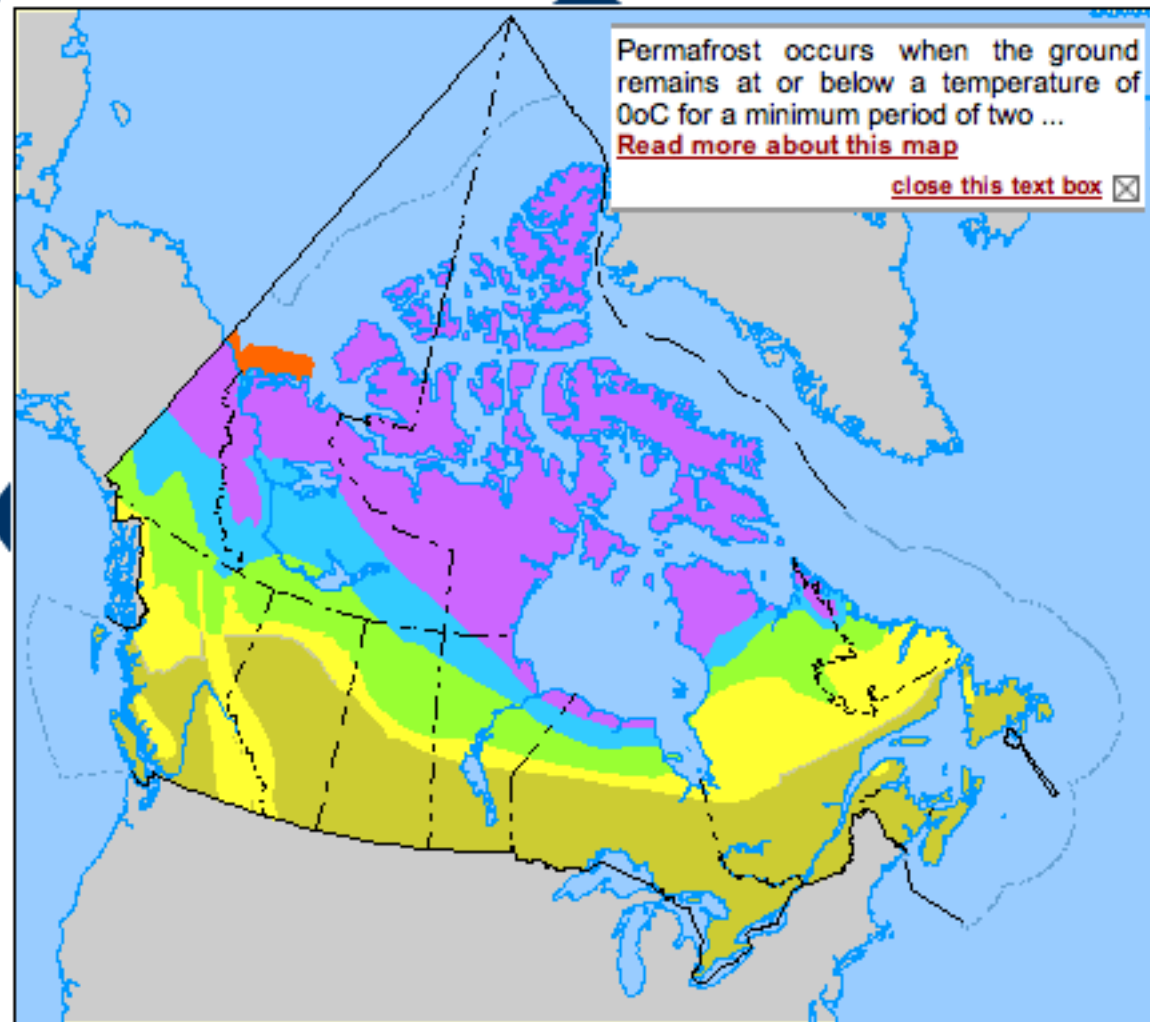 Permafrost occurs when the ground
remains at or below a temperature of
0oC for a minimum period of two ...
Read more about this map
close this text box